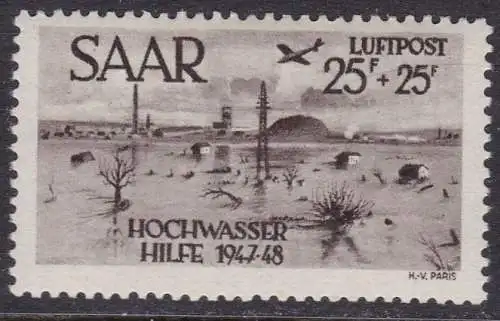 SAAR
LUFTPOST
25F + 25F
HOCHWASSER
HILFE 1947-48
H.-V. PARIS